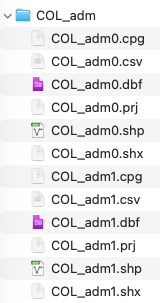 COL_adm
COL_adm0.cpg
COL_adm0.csv
COL_adm0.dbf
COL_adm0.prj
COL_adm0.shp
COL_adm0.shx
COL_adm1.cpg
COL_adm1.csv
COL_adm1.dbf
COL_adm1.prj
COL_adm1.shp
COL_adm1.shx